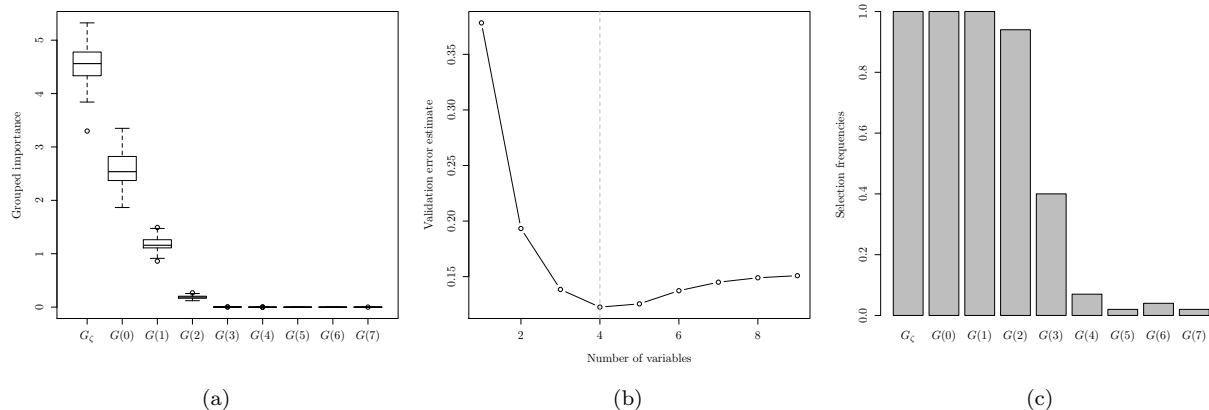 Grouped importance
5
4
3
2
1
0
Gζ G(0) G(1) G(2) G(3) G(4) G(5) G(6) G(7)
(a)
Validation error estimate
0.35
0.30
0.25
0.20
0.15
2 4 6 8
Number of variables
(b)
Selection frequencies
1.0
0.8
0.6
0.4
0.2
0.0
Gζ G(0) G(1) G(2) G(3) G(4) G(5) G(6) G(7)
(c)